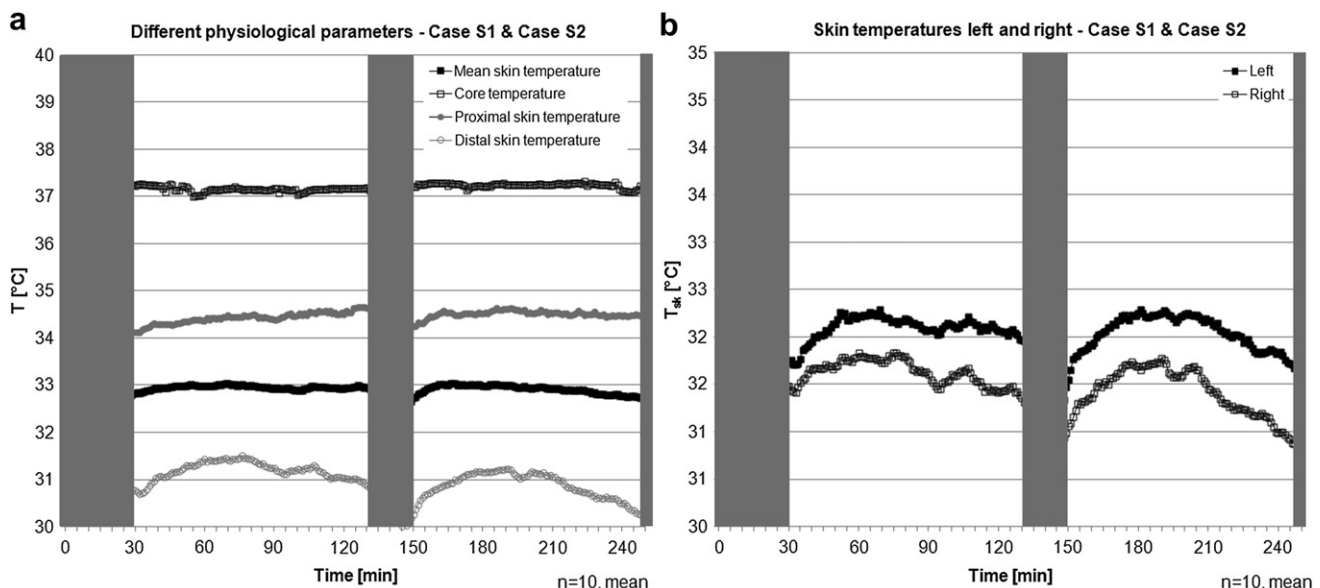 a
Different physiological parameters - Case S1 & Case S2
Mean skin temperature
Core temperature
Proximal skin temperature
Distal skin temperature
T [°C]
40
39
38
37
36
35
34
33
32
31
30
0 30 60 90 120 150 180 210 240
Time [min]
n=10, mean
b
Skin temperatures left and right - Case S1 & Case S2
Left
Right
Tsk [°C]
35
35
34
34
33
33
32
32
31
31
30
0 30 60 90 120 150 180 210 240
Time [min]
n=10, mean